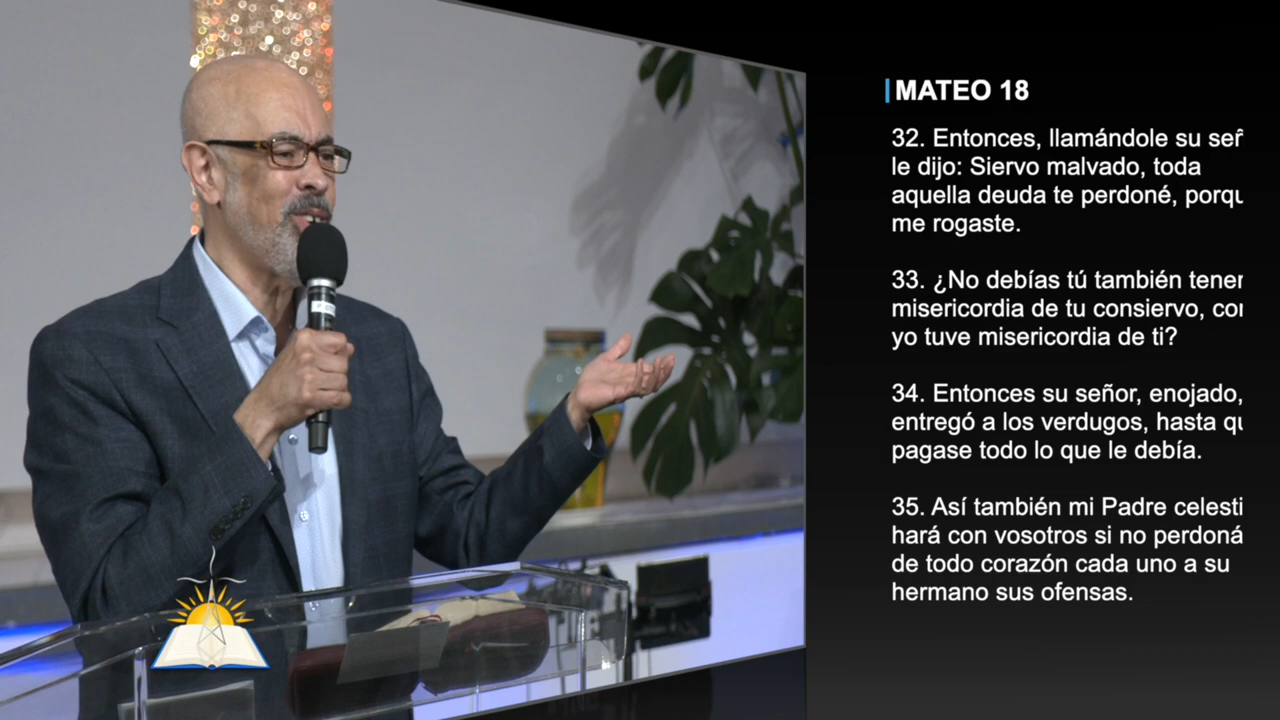 MATEO 18
32. Entonces, llamándole su señ
le dijo: Siervo malvado, toda
aquella deuda te perdoné, porqu
me rogaste.
33. ¿No debías tú también tener
misericordia de tu consiervo, con
yo tuve misericordia de ti?
34. Entonces su señor, enojado,
entregó a los verdugos, hasta qu
pagase todo lo que le debía.
35. Así también mi Padre celesti
hará con vosotros si no perdoná
de todo corazón cada uno a su
hermano sus ofensas.